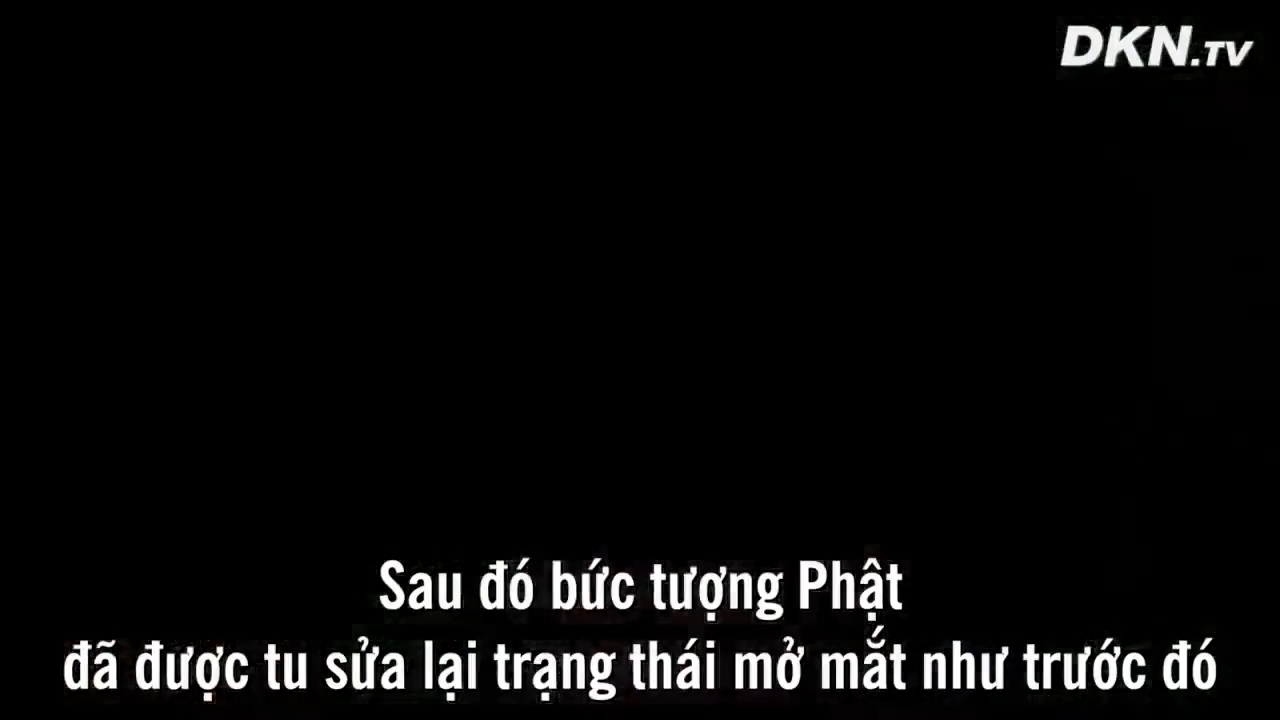 DKN.TV
Sau đó bức tượng Phật
đã được tu sửa lại trạng thái mở mắt như trước đó